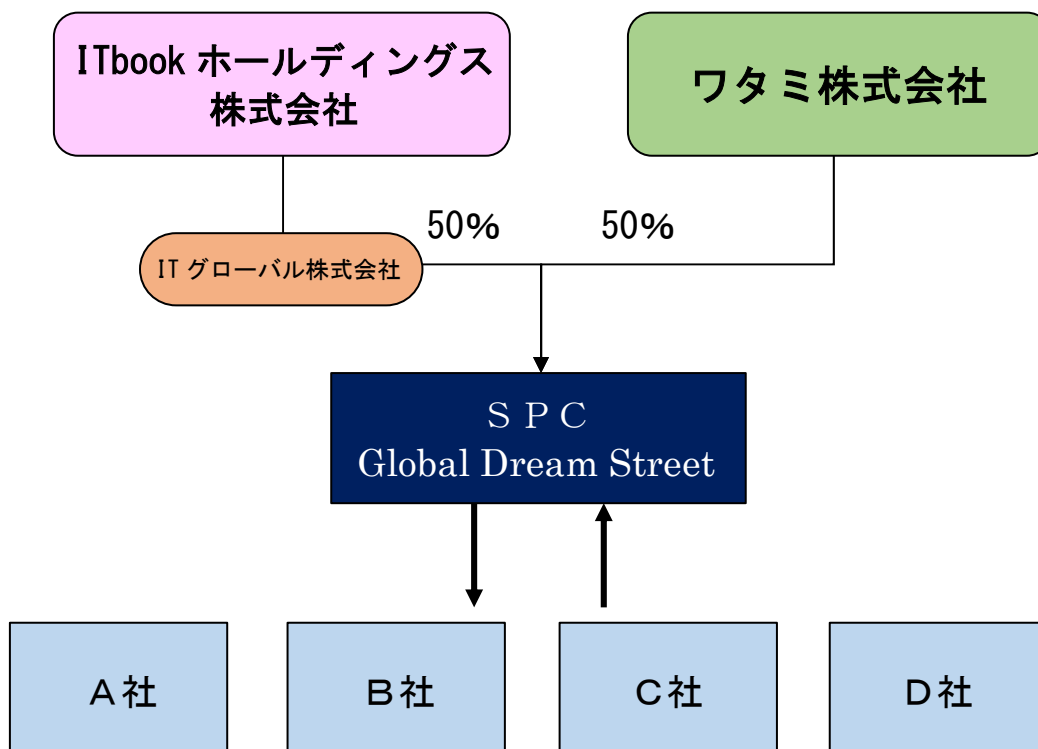 ITbook ホールディングス
株式会社
ワタミ株式会社
50%
50%
IT グローバル株式会社
ＳＰＣ
Global Dream Street
Ａ社
Ｂ社
Ｃ社
Ｄ社